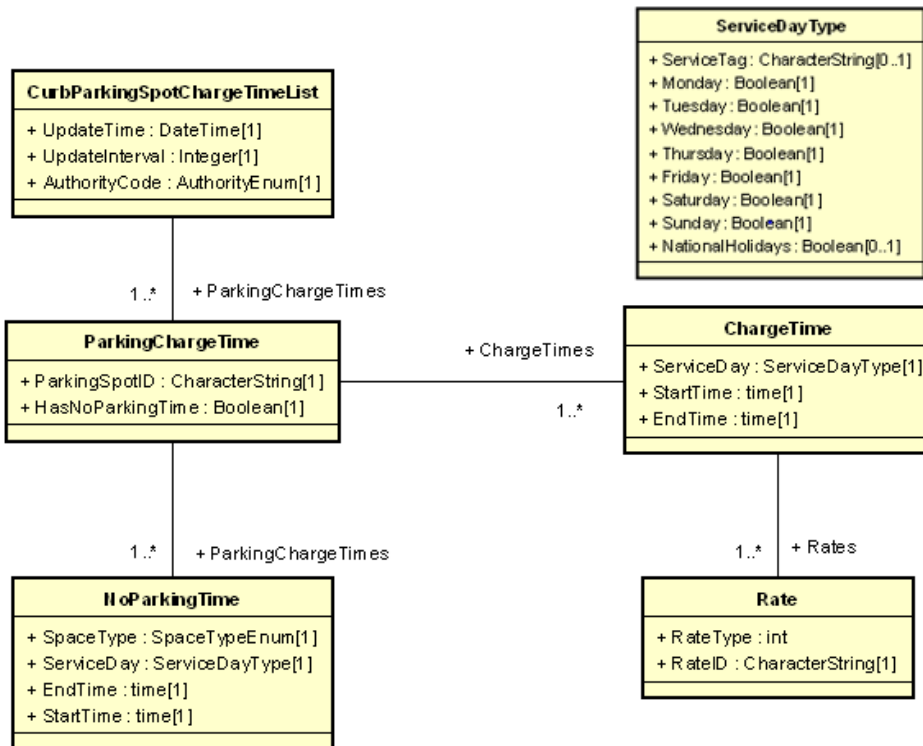 ServiceDayType
+ ServiceTag : CharacterString[0..1]
+ Monday : Boolean[1]
+ Tuesday : Boolean[1]
+ Wednesday : Boolean[1]
+ Thursday : Boolean[1]
+ Friday : Boolean[1]
+ Saturday : Boolean[1]
+ Sunday : Boolean[1]
+ NationalHolidays : Boolean[0..1]
CurbParkingSpotChargeTimeList
+ UpdateTime : DateTime[1]
+ UpdateInterval : Integer[1]
+ AuthorityCode : AuthorityEnum[1]
1..*
+ ParkingChargeTimes
ParkingChargeTime
+ ParkingSpotID : CharacterString[1]
+ HasNoParkingTime : Boolean[1]
+ ChargeTimes
1..*
ChargeTime
+ ServiceDay : ServiceDayType[1]
+ StartTime : time[1]
+ EndTime : time[1]
1..*
+ ParkingChargeTimes
NoParkingTime
+ SpaceType : SpaceTypeEnum[1]
+ ServiceDay : ServiceDayType[1]
+ EndTime : time[1]
+ StartTime : time[1]
1..*
+ Rates
Rate
+ RateType : int
+ RateID : CharacterString[1]